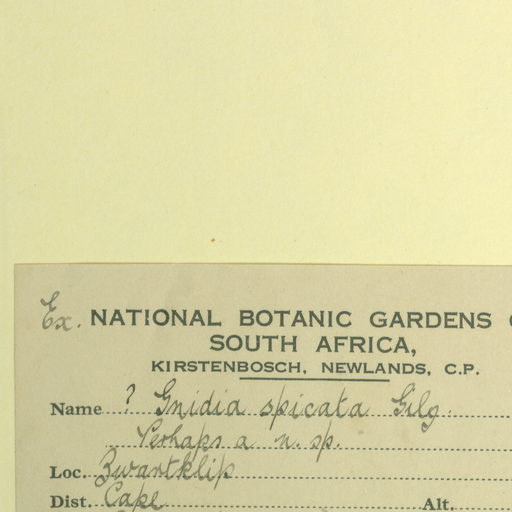 Ex. NATIONAL BOTANIC GARDENS
SOUTH AFRICA,
KIRSTENBOSCH, NEWLANDS, C.P.
Name ? Gnidia spicata Gilg.
Perhaps a n. sp.
Loc. Zwartklip
Dist. Cape Alt.